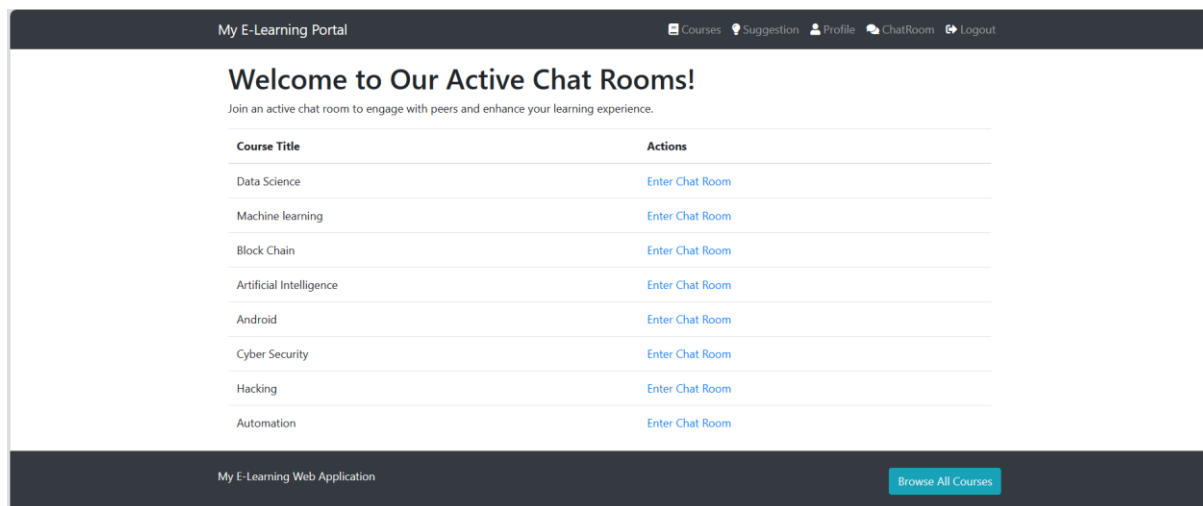 My E-Learning Portal Courses Suggestion Profile ChatRoom Logout
Welcome to Our Active Chat Rooms!
Join an active chat room to engage with peers and enhance your learning experience.
Course Title Actions
Data Science Enter Chat Room
Machine learning Enter Chat Room
Block Chain Enter Chat Room
Artificial Intelligence Enter Chat Room
Android Enter Chat Room
Cyber Security Enter Chat Room
Hacking Enter Chat Room
Automation Enter Chat Room
My E-Learning Web Application Browse All Courses